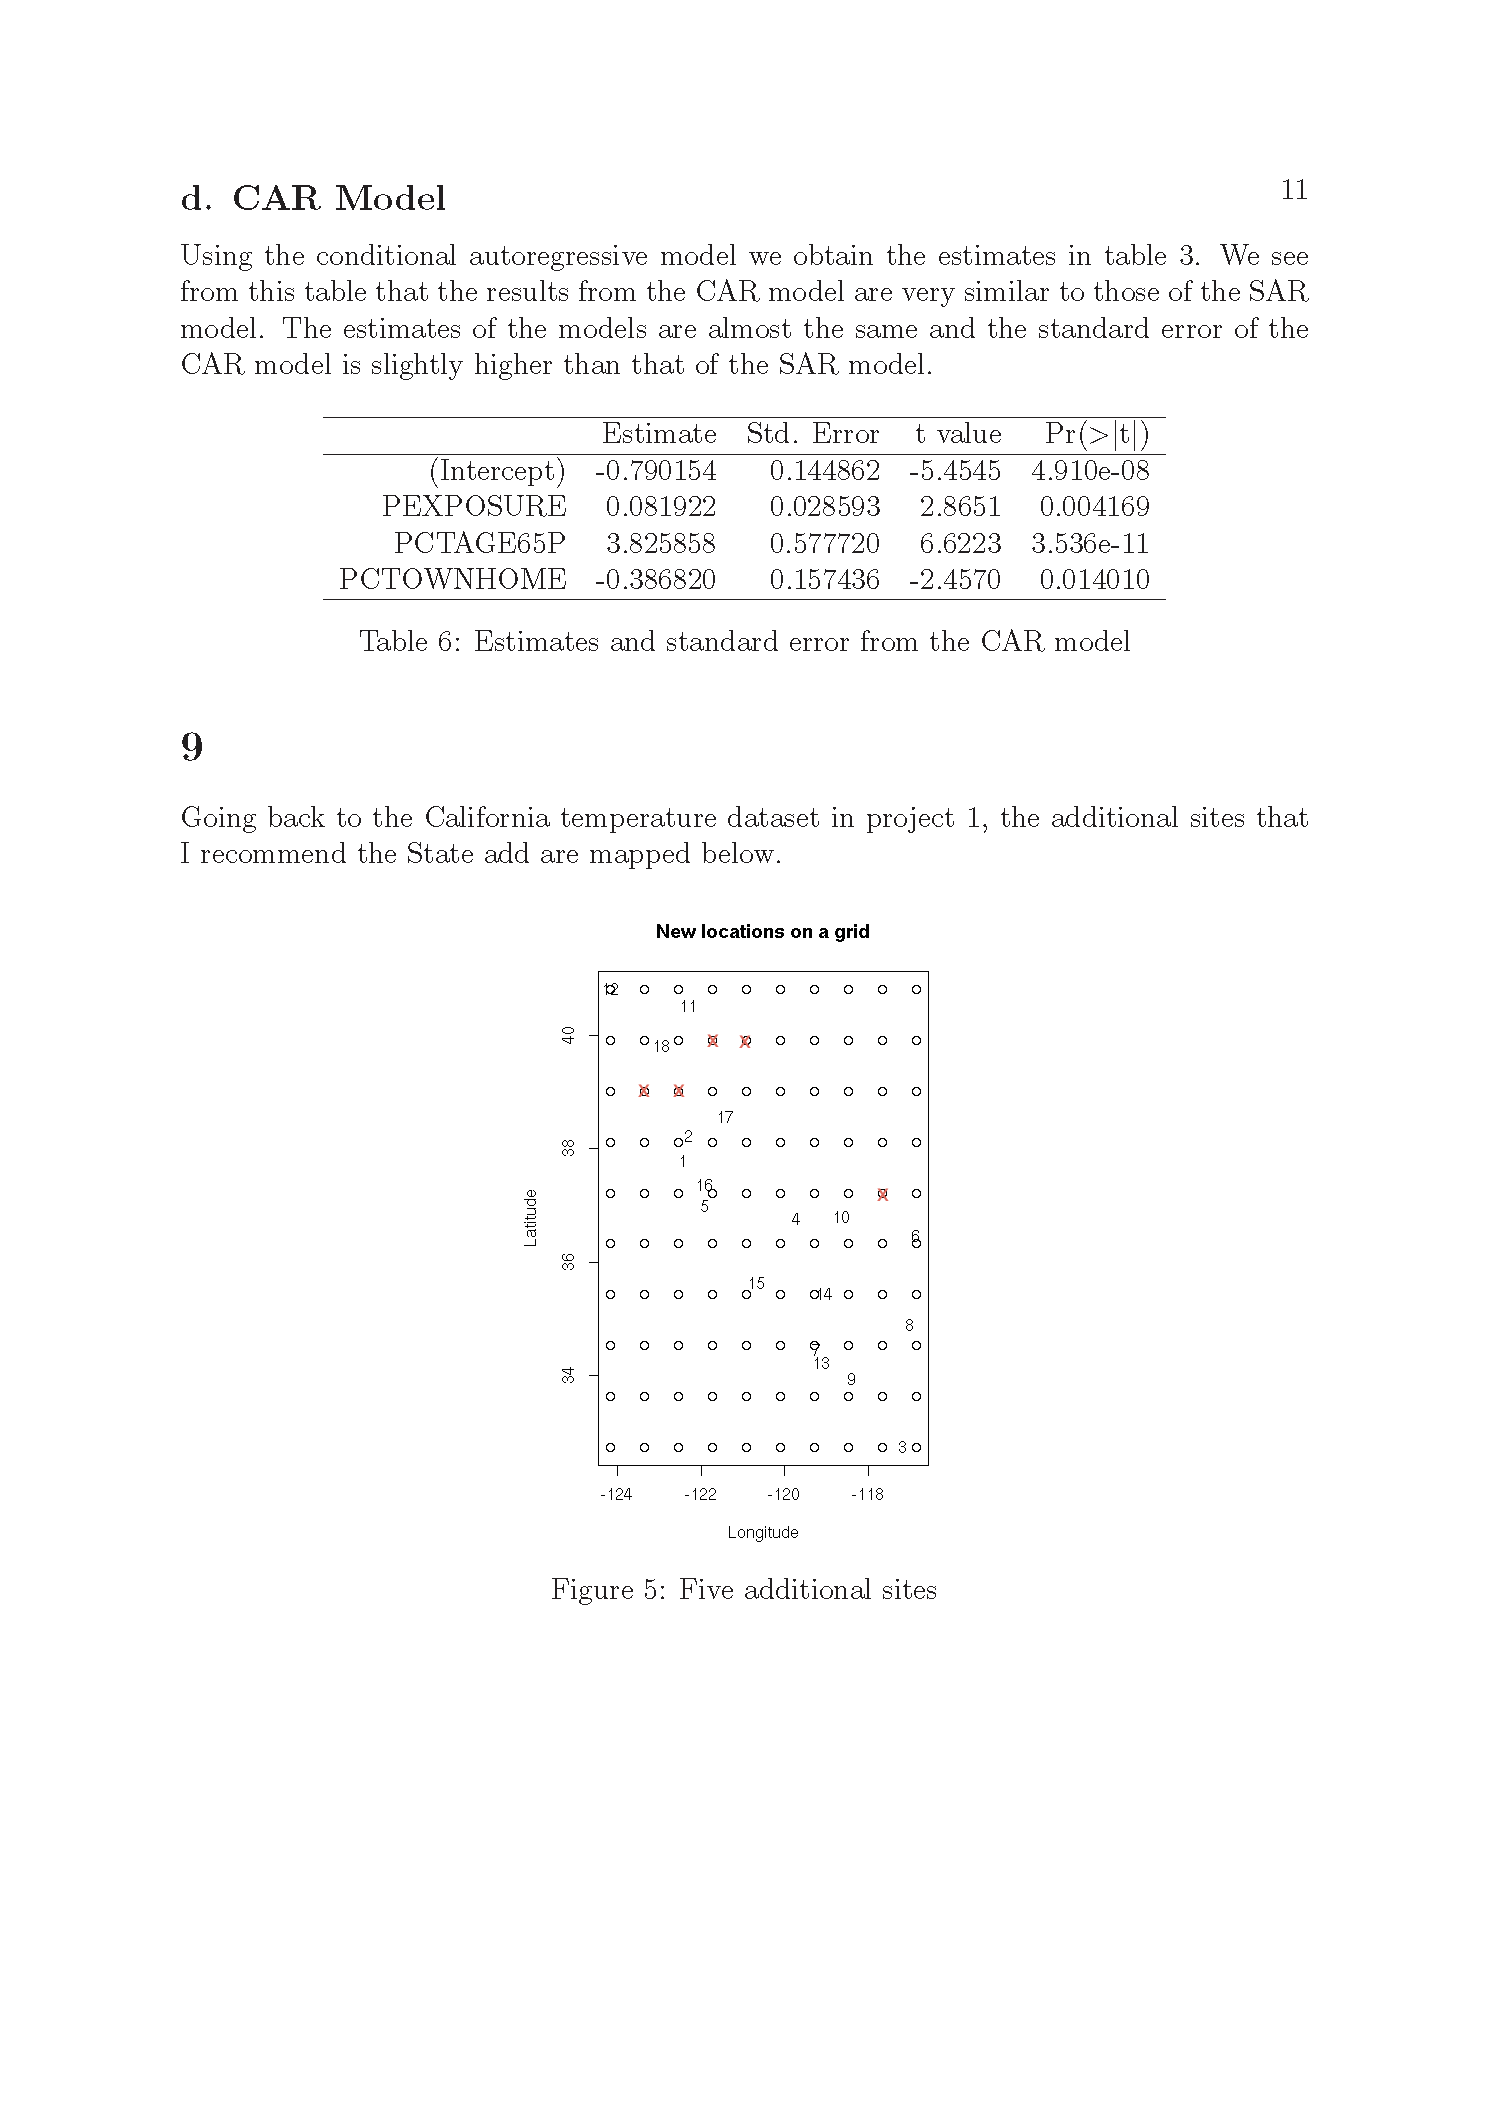 d. CAR Model 11
Using the conditional autoregressive model we obtain the estimates in table 3. We see
from this table that the results from the CAR model are very similar to those of the SAR
model. The estimates of the models are almost the same and the standard error of the
CAR model is slightly higher than that of the SAR model.
Estimate Std. Error t value Pr(>|t|)
(Intercept) -0.790154 0.144862 -5.4545 4.910e-08
PEXPOSURE 0.081922 0.028593 2.8651 0.004169
PCTAGE65P 3.825858 0.577720 6.6223 3.536e-11
PCTOWNHOME -0.386820 0.157436 -2.4570 0.014010
Table 6: Estimates and standard error from the CAR model
9
Going back to the California temperature dataset in project 1, the additional sites that
I recommend the State add are mapped below.
New locations on a grid
12
11
40
18
X X
X X
17
2
38
1
16
X
5
4
10
Latitude
6
36
15
14
8
7
13
34
9
3
-124 -122 -120 -118
Longitude
Figure 5: Five additional sites